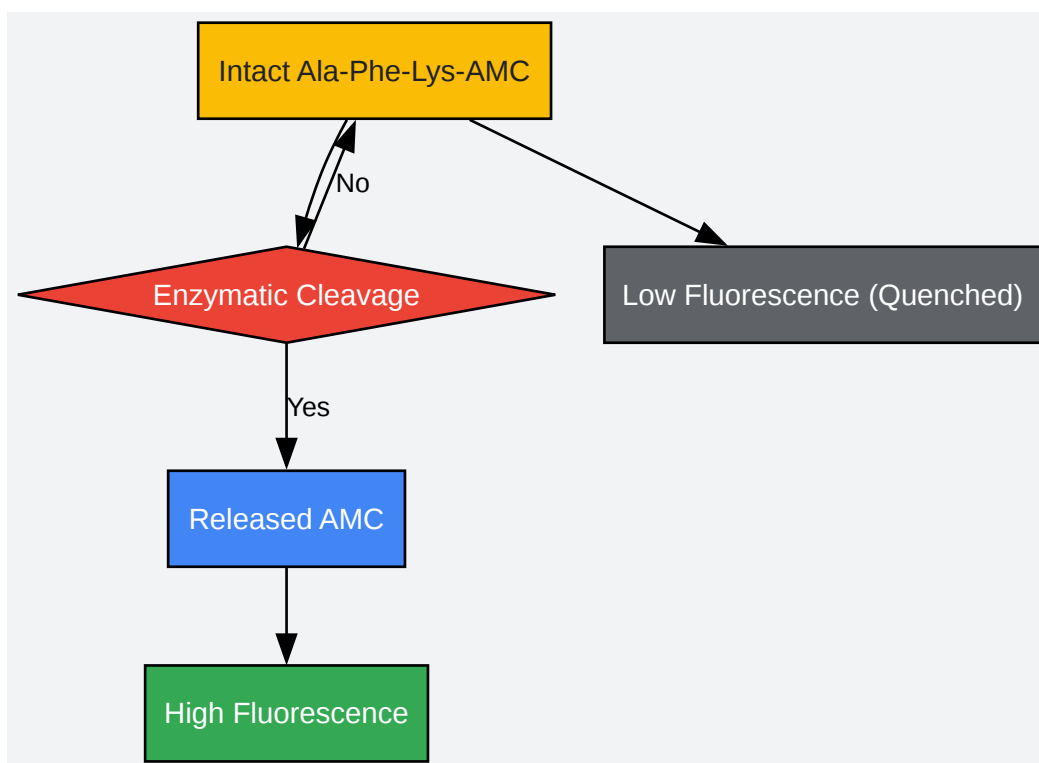 Intact Ala-Phe-Lys-AMC
No
Enzymatic Cleavage
Low Fluorescence (Quenched)
Yes
Released AMC
High Fluorescence